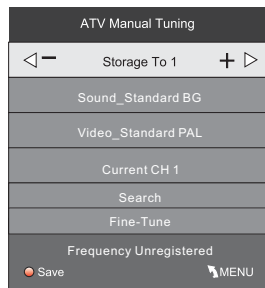 ATV Manual Tuning
Storage To 1
Sound_Standard BG
Video_Standard PAL
Current CH 1
Search
Fine-Tune
Frequency Unregistered
Save MENU